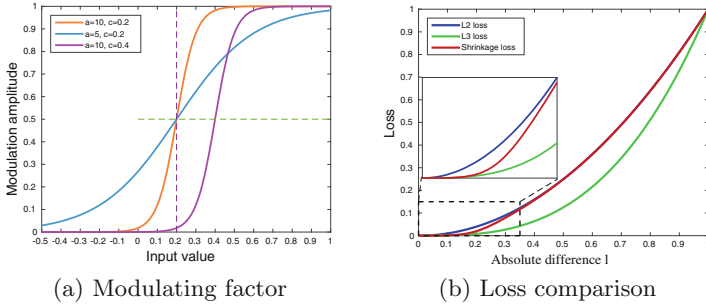 a=10, c=0.2
a=5, c=0.2
a=10, c=0.4
Modulating amplitude
1
0.9
0.8
0.7
0.6
0.5
0.4
0.3
0.2
0.1
0
-0.5 -0.4 -0.3 -0.2 -0.1 0 0.1 0.2 0.3 0.4 0.5 0.6 0.7 0.8 0.9 1
Input value
(a) Modulating factor
L2 loss
L3 loss
Shrinkage loss
Loss
1
0.9
0.8
0.7
0.6
0.5
0.4
0.3
0.2
0.1
0
0 0.1 0.2 0.3 0.4 0.5 0.6 0.7 0.8 0.9
Absolute difference l
(b) Loss comparison